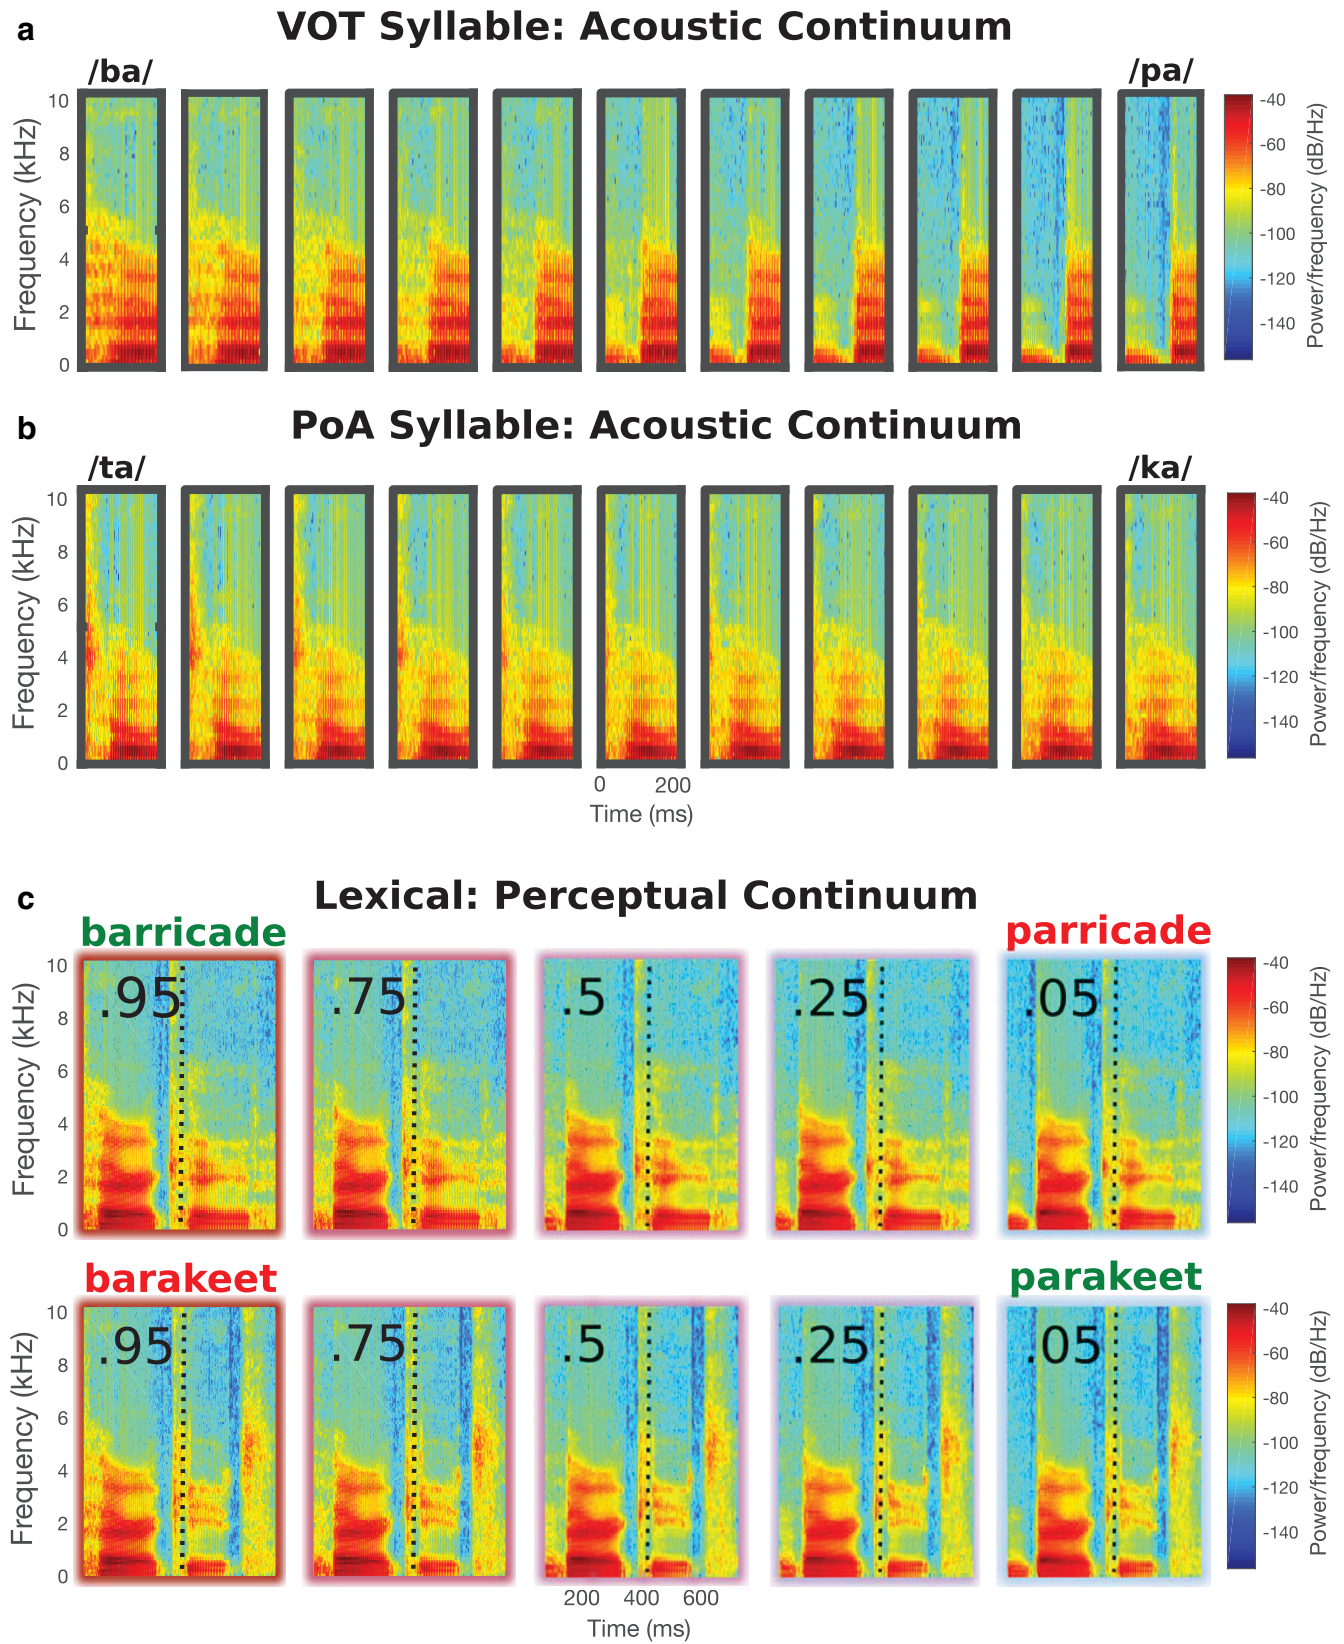 a
VOT Syllable: Acoustic Continuum
/ba/
/pa/
Frequency (kHz)
10
8
6
4
2
0
-40
-60
-80
-100
-120
-140
Power/frequency (dB/Hz)
b
PoA Syllable: Acoustic Continuum
/ta/
/ka/
Frequency (kHz)
10
8
6
4
2
0
0 200
Time (ms)
-40
-60
-80
-100
-120
-140
Power/frequency (dB/Hz)
c
Lexical: Perceptual Continuum
barricade
parricade
Frequency (kHz)
10
8
6
4
2
0
.95 .75 .5 .25 .05
-40
-60
-80
-100
-120
-140
Power/frequency (dB/Hz)
barakeet
parakeet
Frequency (kHz)
10
8
6
4
2
0
.95 .75 .5 .25 .05
200 400 600
Time (ms)
-40
-60
-80
-100
-120
-140
Power/frequency (dB/Hz)